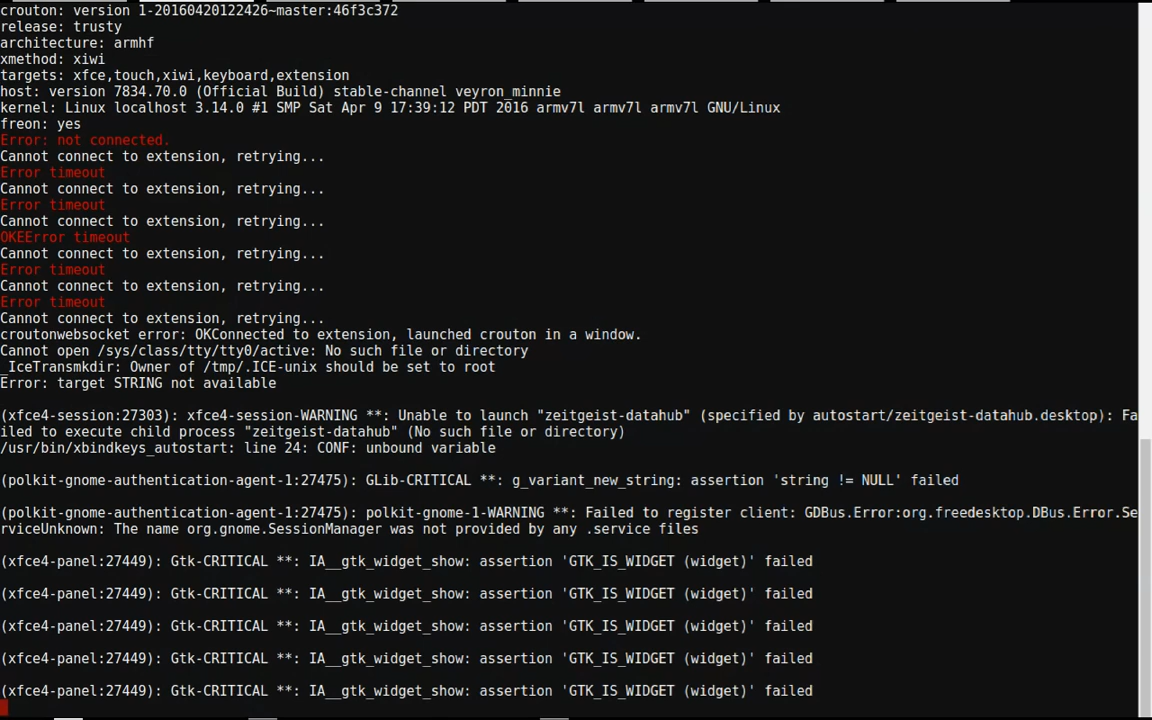 crouton: version 1-20160420122426~master:46f3c372
release: trusty
architecture: armhf
xmethod: xiwi
targets: xfce,touch,xiwi,keyboard,extension
host: version 7834.70.0 (Official Build) stable-channel veyron_minnie
kernel: Linux localhost 3.14.0 #1 SMP Sat Apr 9 17:39:12 PDT 2016 armv7l armv7l armv7l GNU/Linux
freon: yes
Error: not connected.
Cannot connect to extension, retrying...
Error timeout
Cannot connect to extension, retrying...
Error timeout
Cannot connect to extension, retrying...
OKEError timeout
Cannot connect to extension, retrying...
Error timeout
Cannot connect to extension, retrying...
Error timeout
Cannot connect to extension, retrying...
croutonwebsocket error: OKConnected to extension, launched crouton in a window.
Cannot open /sys/class/tty/tty0/active: No such file or directory
_IceTransmkdir: Owner of /tmp/.ICE-unix should be set to root
Error: target STRING not available
(xfce4-session:27303): xfce4-session-WARNING **: Unable to launch "zeitgeist-datahub" (specified by autostart/zeitgeist-datahub.desktop): Fa
iled to execute child process "zeitgeist-datahub" (No such file or directory)
/usr/bin/xbindkeys_autostart: line 24: CONF: unbound variable
(polkit-gnome-authentication-agent-1:27475): GLib-CRITICAL **: g_variant_new_string: assertion 'string != NULL' failed
(polkit-gnome-authentication-agent-1:27475): polkit-gnome-1-WARNING **: Failed to register client: GDBus.Error:org.freedesktop.DBus.Error.Se
rviceUnknown: The name org.gnome.SessionManager was not provided by any .service files
(xfce4-panel:27449): Gtk-CRITICAL **: IA__gtk_widget_show: assertion 'GTK_IS_WIDGET (widget)' failed
(xfce4-panel:27449): Gtk-CRITICAL **: IA__gtk_widget_show: assertion 'GTK_IS_WIDGET (widget)' failed
(xfce4-panel:27449): Gtk-CRITICAL **: IA__gtk_widget_show: assertion 'GTK_IS_WIDGET (widget)' failed
(xfce4-panel:27449): Gtk-CRITICAL **: IA__gtk_widget_show: assertion 'GTK_IS_WIDGET (widget)' failed
(xfce4-panel:27449): Gtk-CRITICAL **: IA__gtk_widget_show: assertion 'GTK_IS_WIDGET (widget)' failed